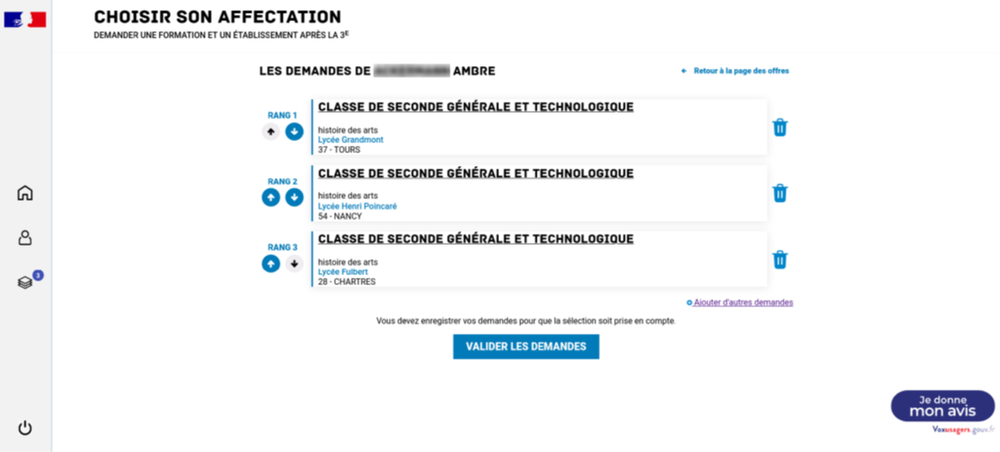 CHOISIR SON AFFECTATION
DEMANDER UNE FORMATION ET UN ÉTABLISSEMENT APRÈS LA 3E
LES DEMANDES DE AMBRE
Retour à la page des offres
RANG 1
CLASSE DE SECONDE GÉNÉRALE ET TECHNOLOGIQUE
histoire des arts
Lycée Grandmont
37 - TOURS
RANG 2
CLASSE DE SECONDE GÉNÉRALE ET TECHNOLOGIQUE
histoire des arts
Lycée Henri Poincaré
54 - NANCY
RANG 3
CLASSE DE SECONDE GÉNÉRALE ET TECHNOLOGIQUE
histoire des arts
Lycée Fulbert
28 - CHARTRES
3
Ajouter d'autres demandes
Vous devez enregistrer vos demandes pour que la sélection soit prise en compte.
VALIDER LES DEMANDES
Je donne
mon avis
Voxusagers.gouv.fr